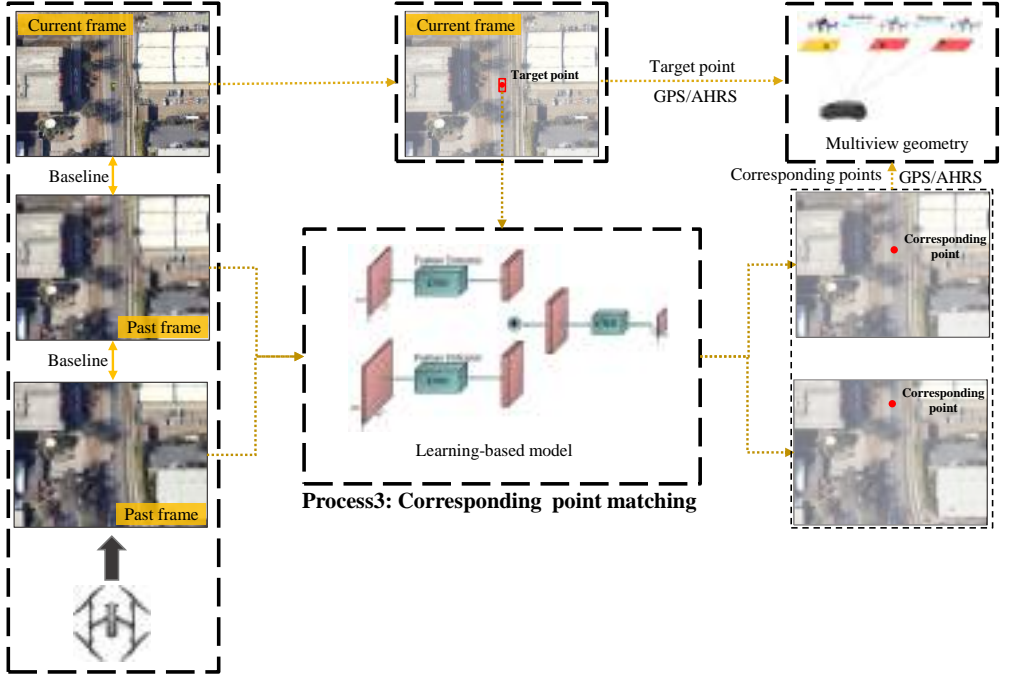 Current frame
Baseline
Past frame
Baseline
Past frame
Current frame
Target point
Target point
GPS/AHRS
Multiview geometry
Corresponding points
GPS/AHRS
Learning-based model
Process3: Corresponding point matching
Corresponding
point
Corresponding
point